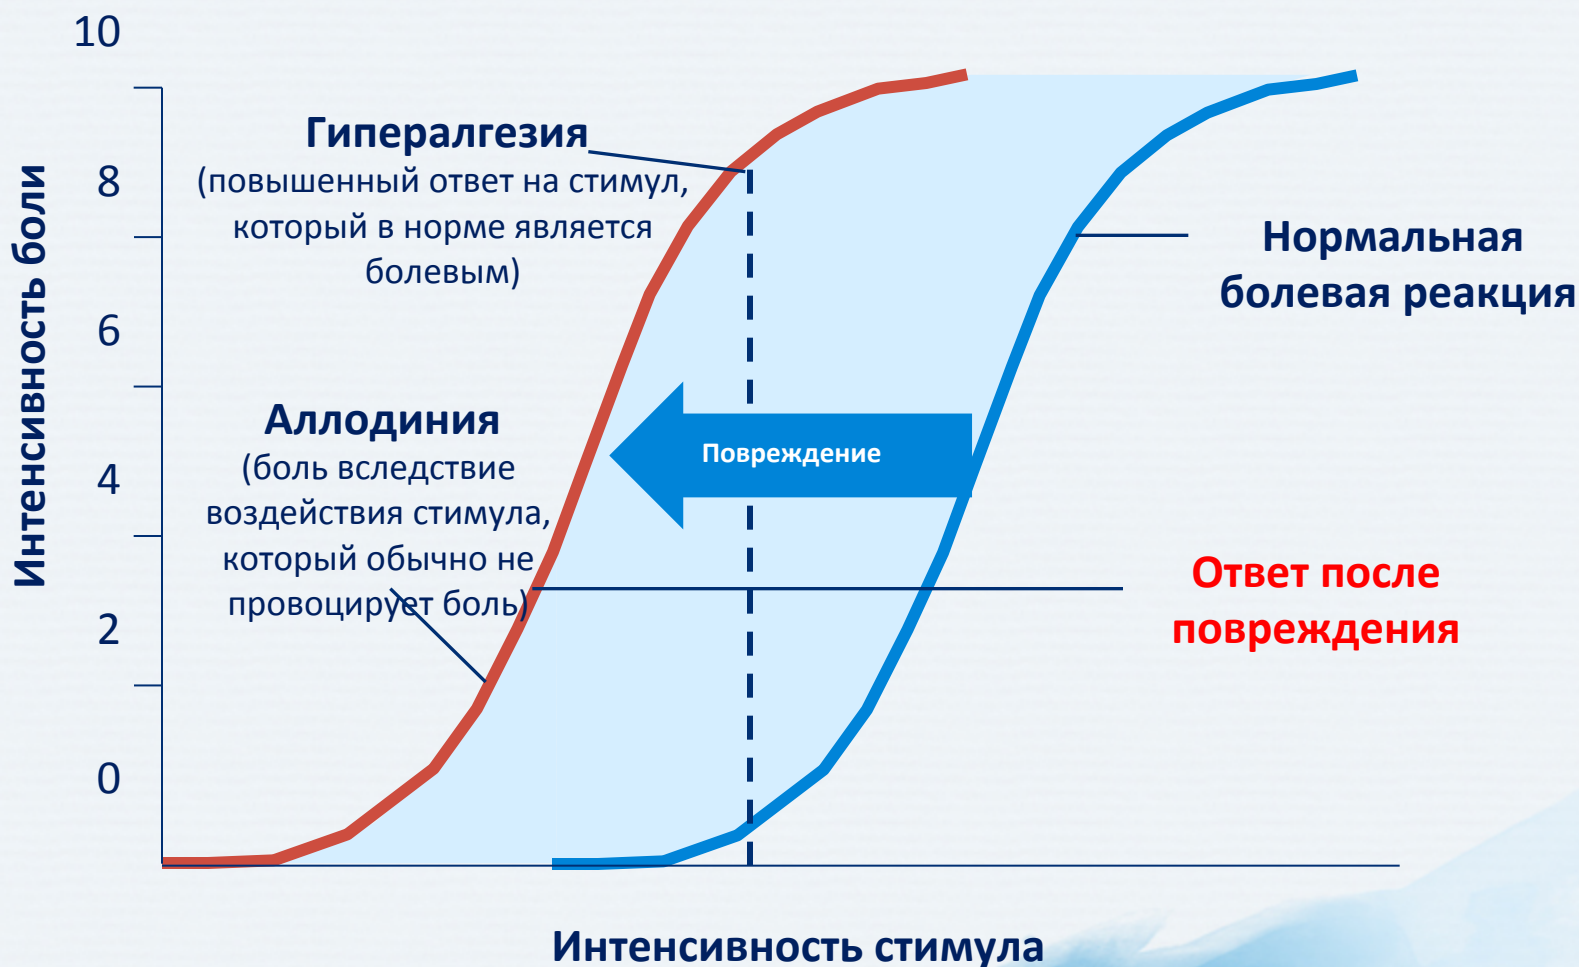 10
8
6
4
2
0
Интенсивность боли
Гипералгезия
(повышенный ответ на стимул,
который в норме является
болевым)
Нормальная
болевая реакция
Аллодиния
(боль вследствие
воздействия стимула,
который обычно не
провоцирует боль)
Повреждение
Ответ после
повреждения
Интенсивность стимула